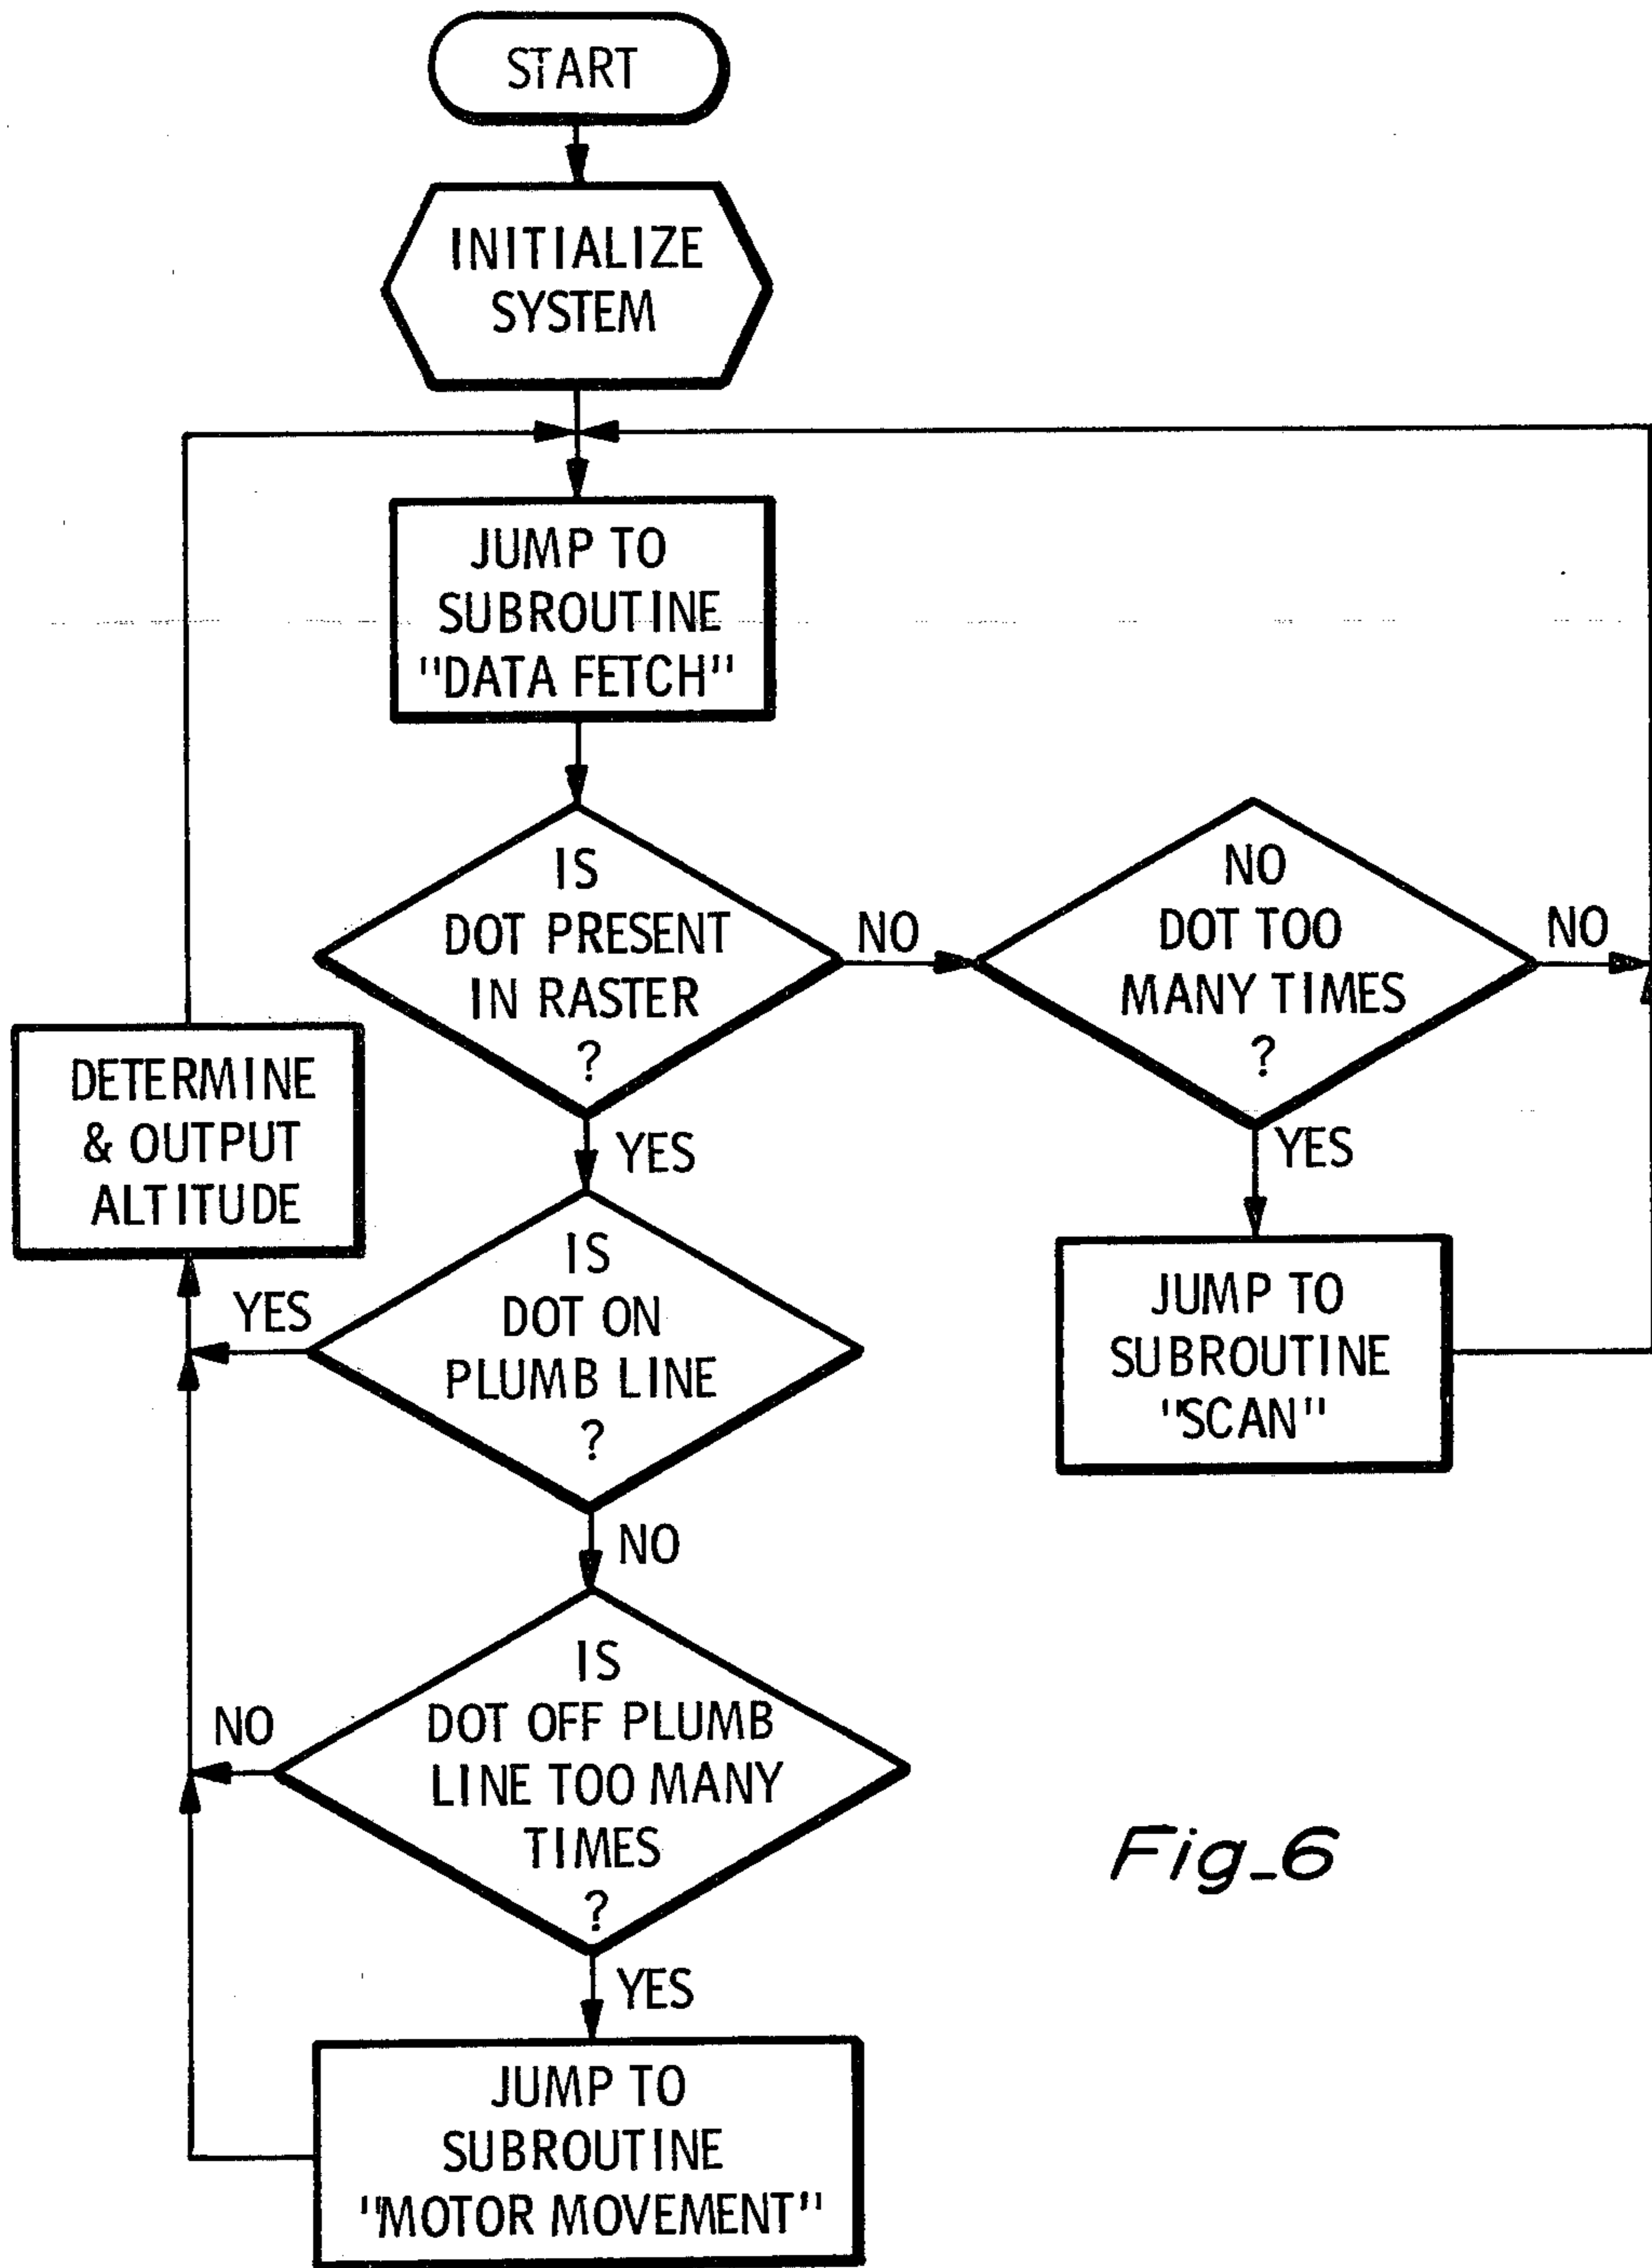 START
INITIALIZE
SYSTEM
JUMP TO
SUBROUTINE
"DATA FETCH"
IS
DOT PRESENT
IN RASTER
?
NO
NO
DOT TOO
MANY TIMES
?
NO
YES
YES
DETERMINE
& OUTPUT
ALTITUDE
IS
DOT ON
PLUMB LINE
?
YES
NO
JUMP TO
SUBROUTINE
"SCAN"
IS
DOT OFF PLUMB
LINE TOO MANY
TIMES
?
NO
YES
JUMP TO
SUBROUTINE
"MOTOR MOVEMENT"
Fig_6